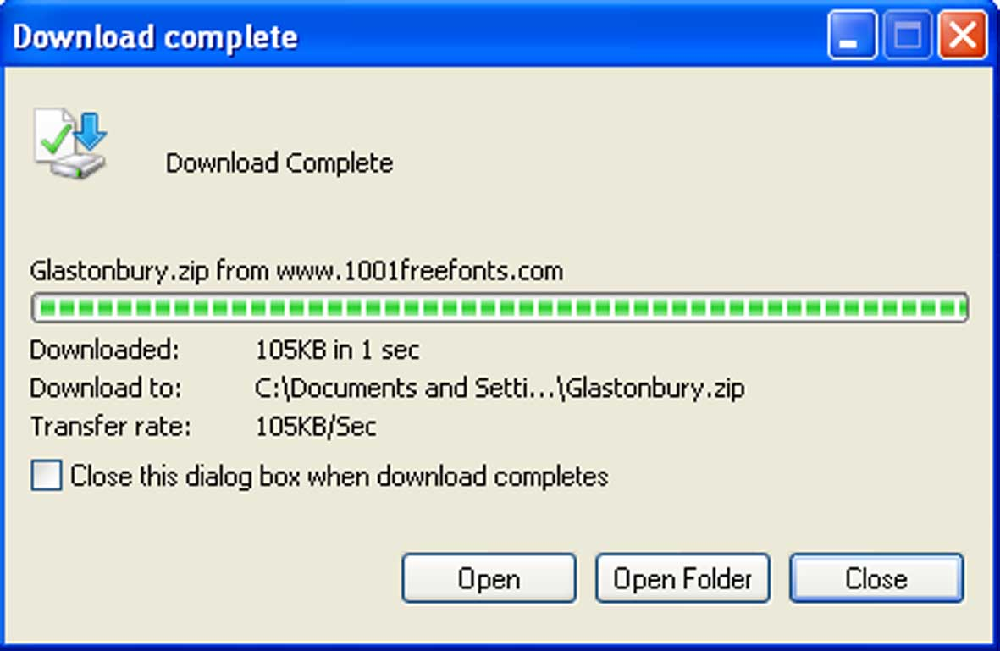 Download complete
Download Complete
Glastonbury.zip from www.1001freefonts.com
Downloaded: 105KB in 1 sec
Download to: C:\Documents and Setti...\Glastonbury.zip
Transfer rate: 105KB/Sec
Close this dialog box when download completes
Open Open Folder Close